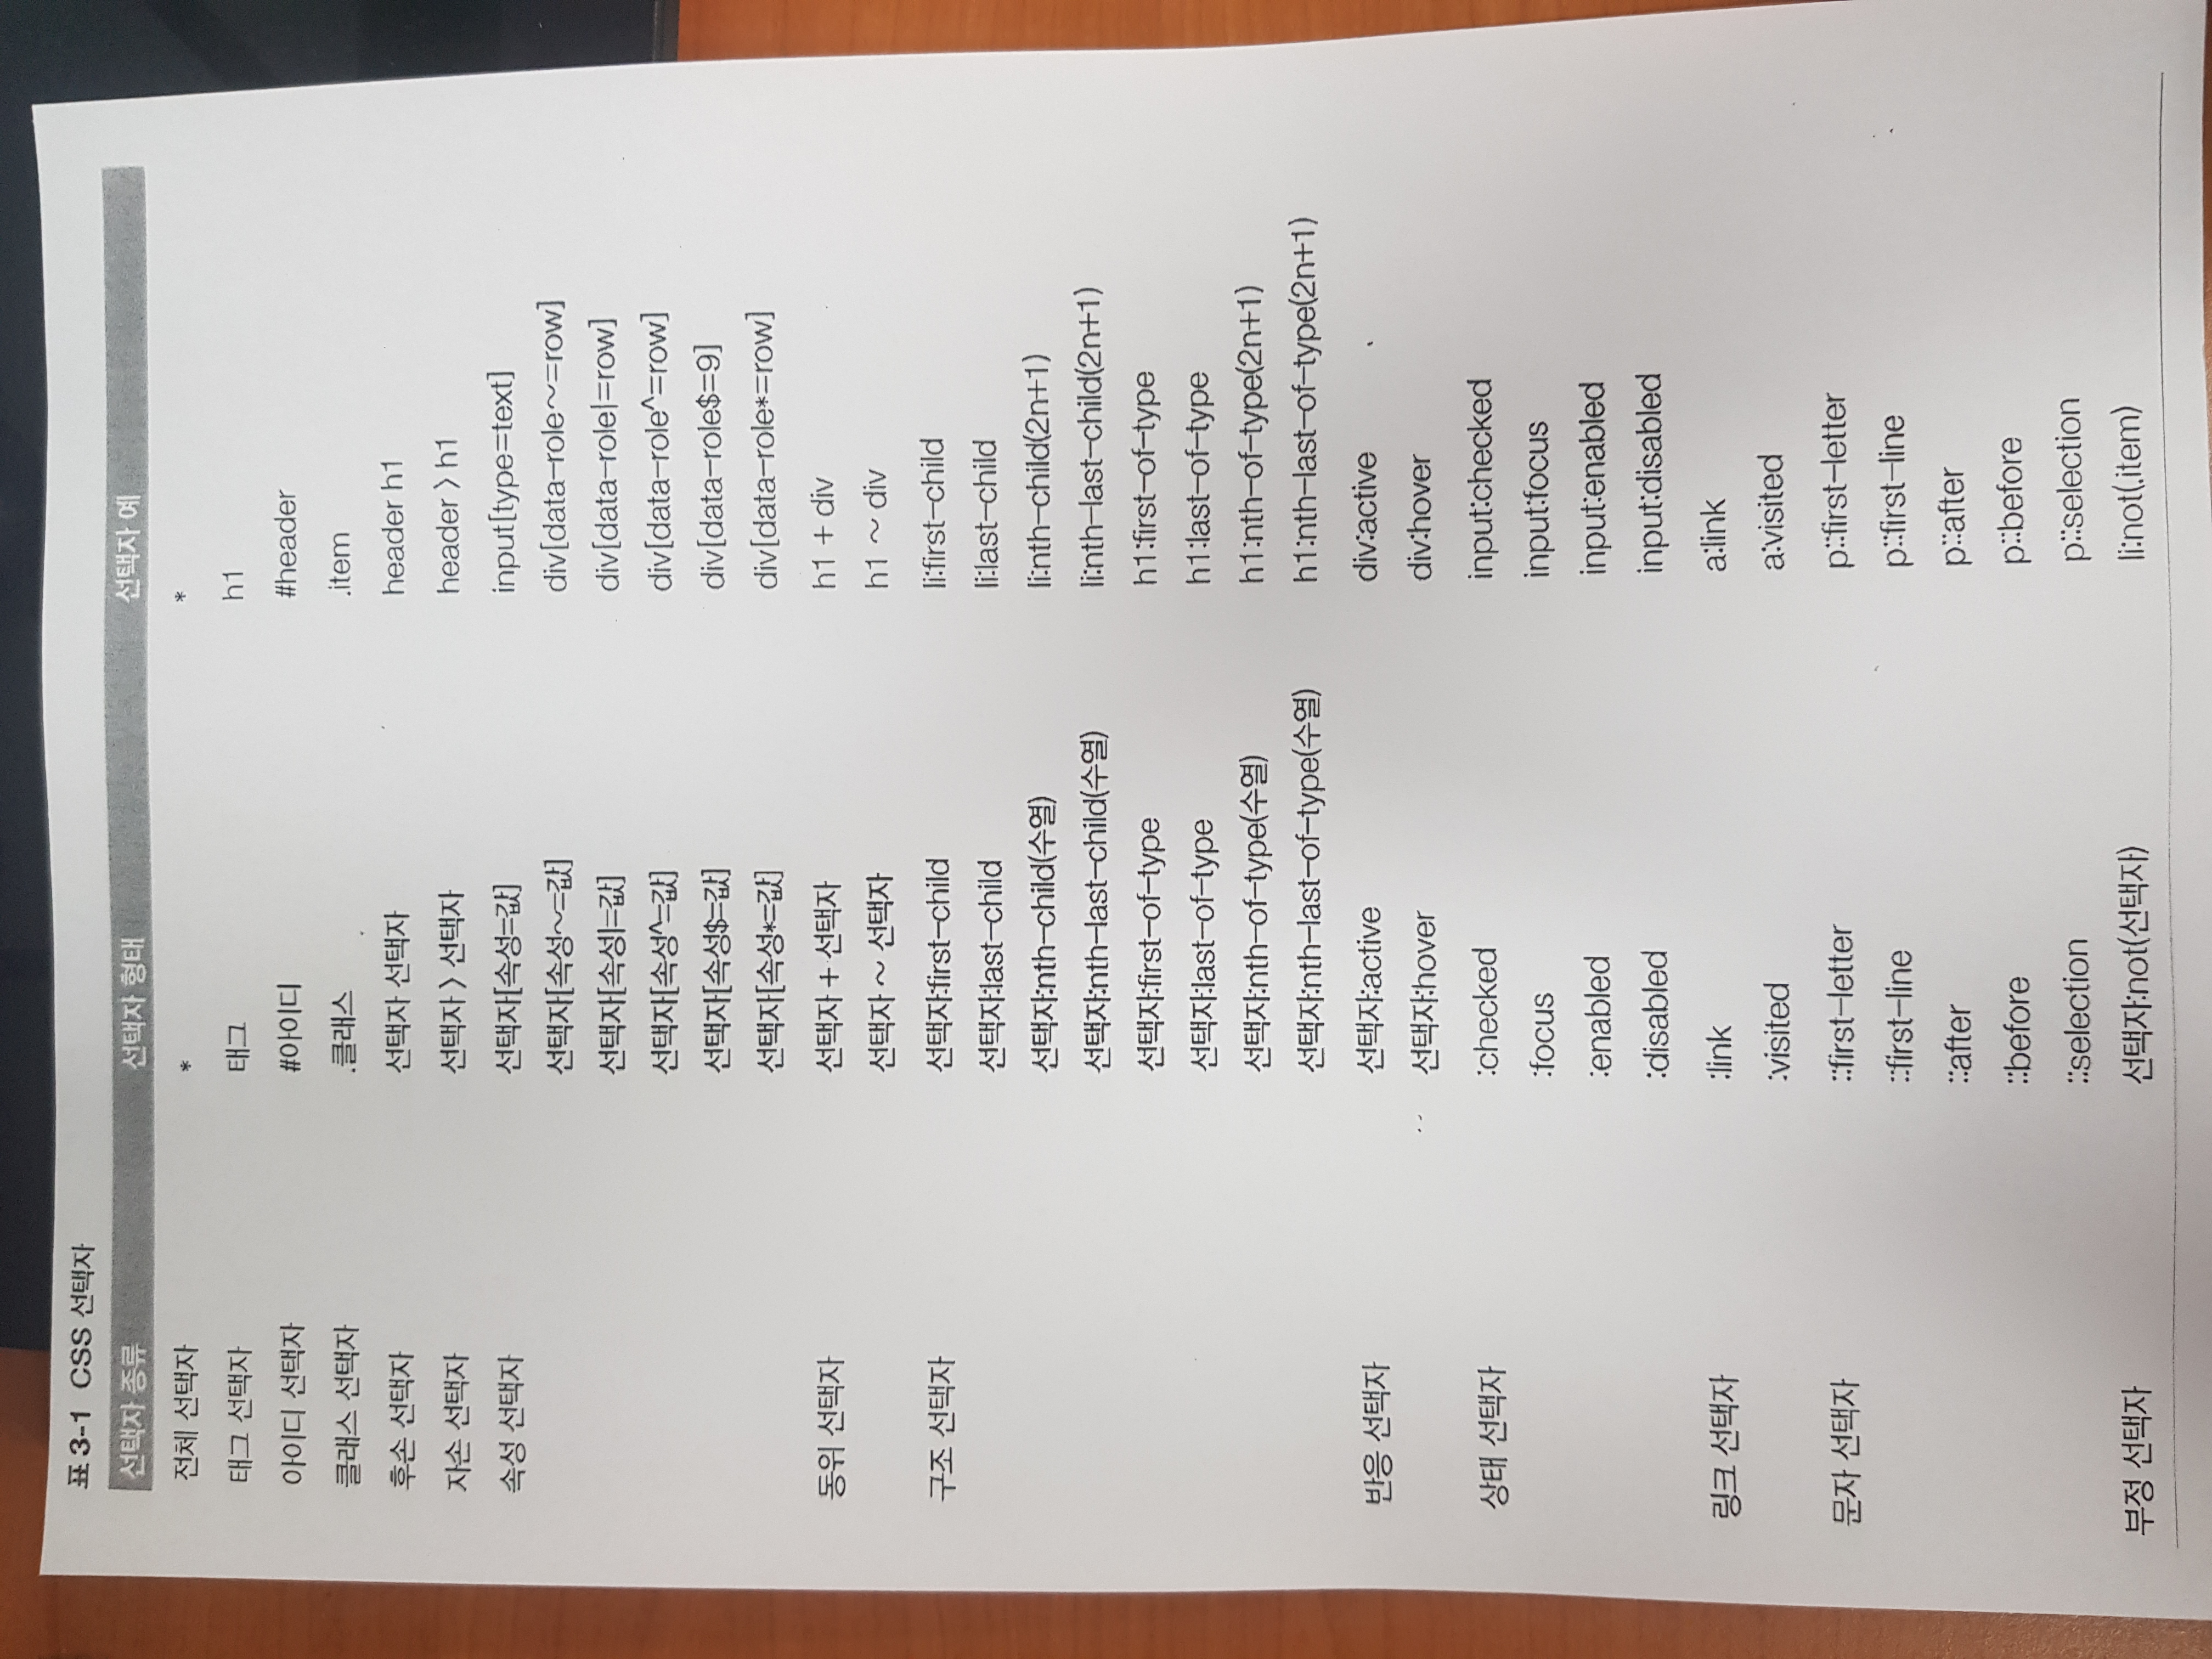 표 3-1 CSS 선택자
선택자 종류 선택자 형태 선택자 예
전체 선택자 * *
태그 선택자 태그 h1
아이디 선택자 #아이디 #header
클래스 선택자 .클래스 .item
후손 선택자 선택자 선택자 header h1
자손 선택자 선택자 〉 선택자 header 〉 h1
속성 선택자 선택자[속성=값] input[type=text]
선택자[속성~=값] div[data-role~=row]
선택자[속성|=값] div[data-role|=row]
선택자[속성^=값] div[data-role^=row]
선택자[속성$=값] div[data-role$=9]
선택자[속성*=값] div[data-role*=row]
동위 선택자 선택자 + 선택자 h1 + div
선택자 ~ 선택자 h1 ~ div
구조 선택자 선택자:first-child li:first-child
선택자:last-child li:last-child
선택자:nth-child(수열) li:nth-child(2n+1)
선택자:nth-last-child(수열) li:nth-last-child(2n+1)
선택자:first-of-type h1:first-of-type
선택자:last-of-type h1:last-of-type
선택자:nth-of-type(수열) h1:nth-of-type(2n+1)
선택자:nth-last-of-type(수열) h1:nth-last-of-type(2n+1)
반응 선택자 선택자:active div:active
선택자:hover div:hover
상태 선택자 :checked input:checked
:focus input:focus
:enabled input:enabled
:disabled input:disabled
링크 선택자 :link a:link
:visited a:visited
문자 선택자 ::first-letter p::first-letter
::first-line p::first-line
::after p::after
::before p::before
::selection p::selection
부정 선택자 선택자:not(선택자) li:not(.item)